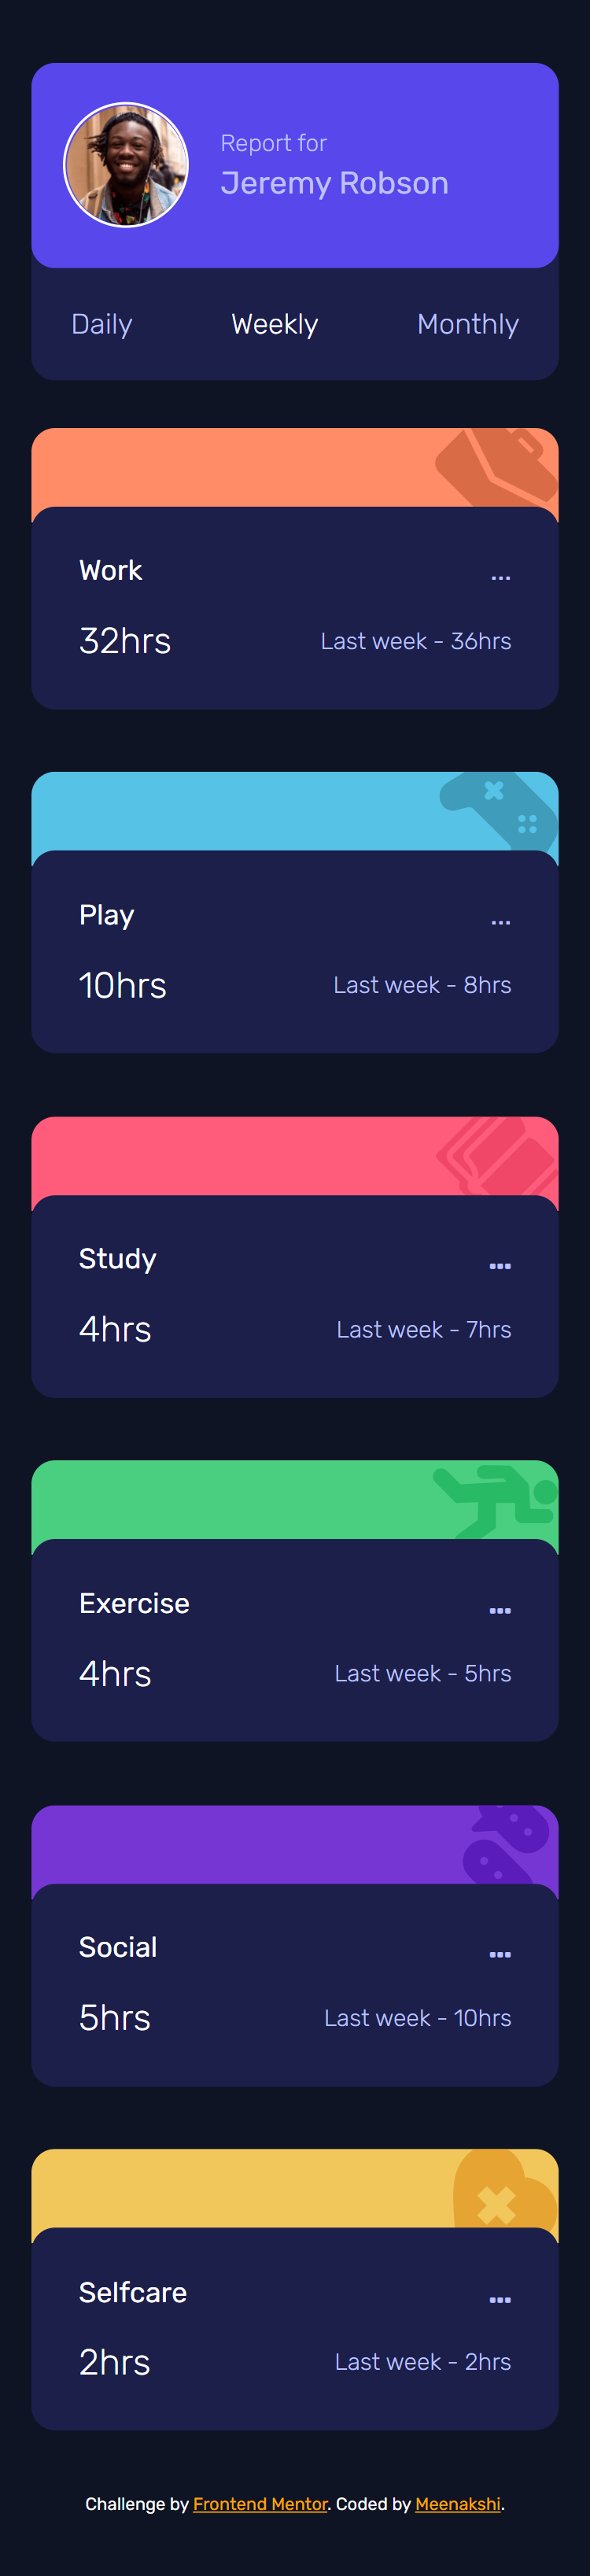 Report for
Jeremy Robson
Daily Weekly Monthly
Work ...
32hrs Last week - 36hrs
Play ...
10hrs Last week - 8hrs
Study ...
4hrs Last week - 7hrs
Exercise ...
4hrs Last week - 5hrs
Social ...
5hrs Last week - 10hrs
Selfcare ...
2hrs Last week - 2hrs
Challenge by Frontend Mentor. Coded by Meenakshi.